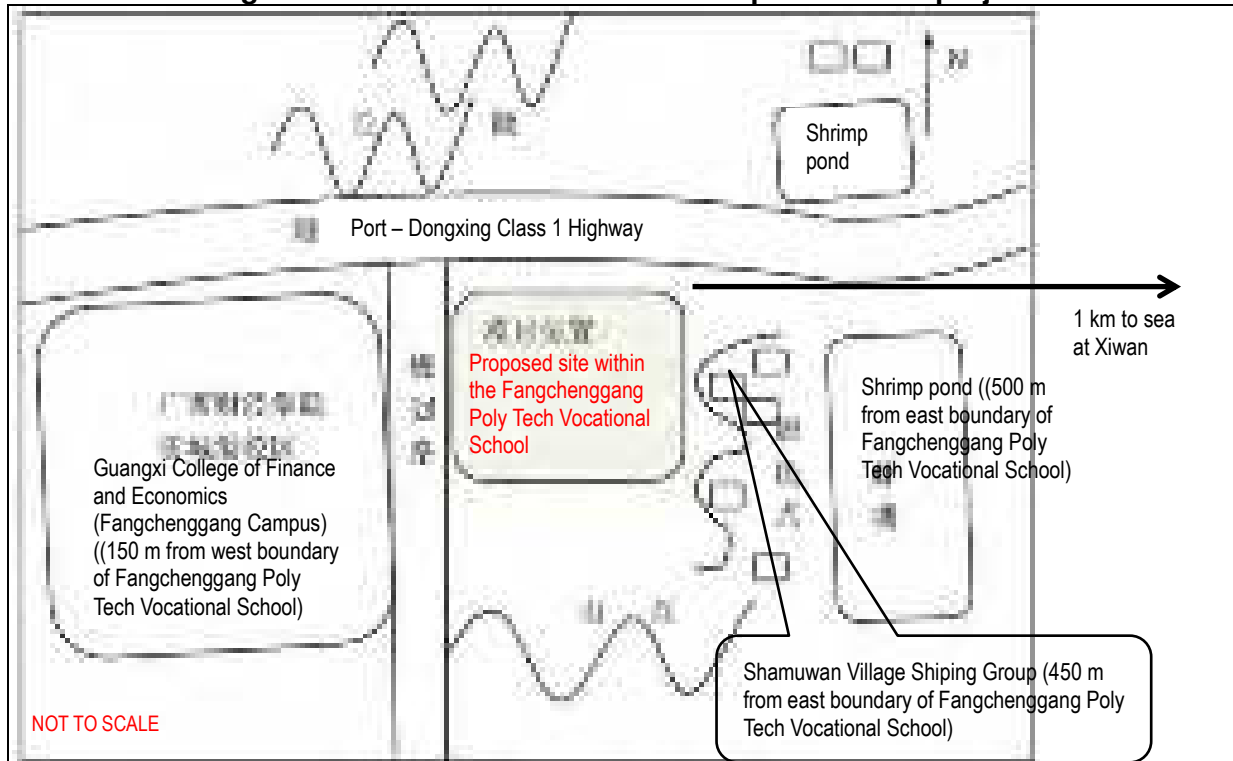 Shrimp
pond
Port – Dongxing Class 1 Highway
1 km to sea
at Xiwan
Proposed site within
the Fangchenggang
Poly Tech Vocational
School
Shrimp pond ((500 m
from east boundary of
Fangchenggang Poly
Tech Vocational School)
Guangxi College of Finance
and Economics
(Fangchenggang Campus)
((150 m from west boundary
of Fangchenggang Poly
Tech Vocational School)
Shamuwan Village Shiping Group (450 m
from east boundary of Fangchenggang Poly
Tech Vocational School)
NOT TO SCALE